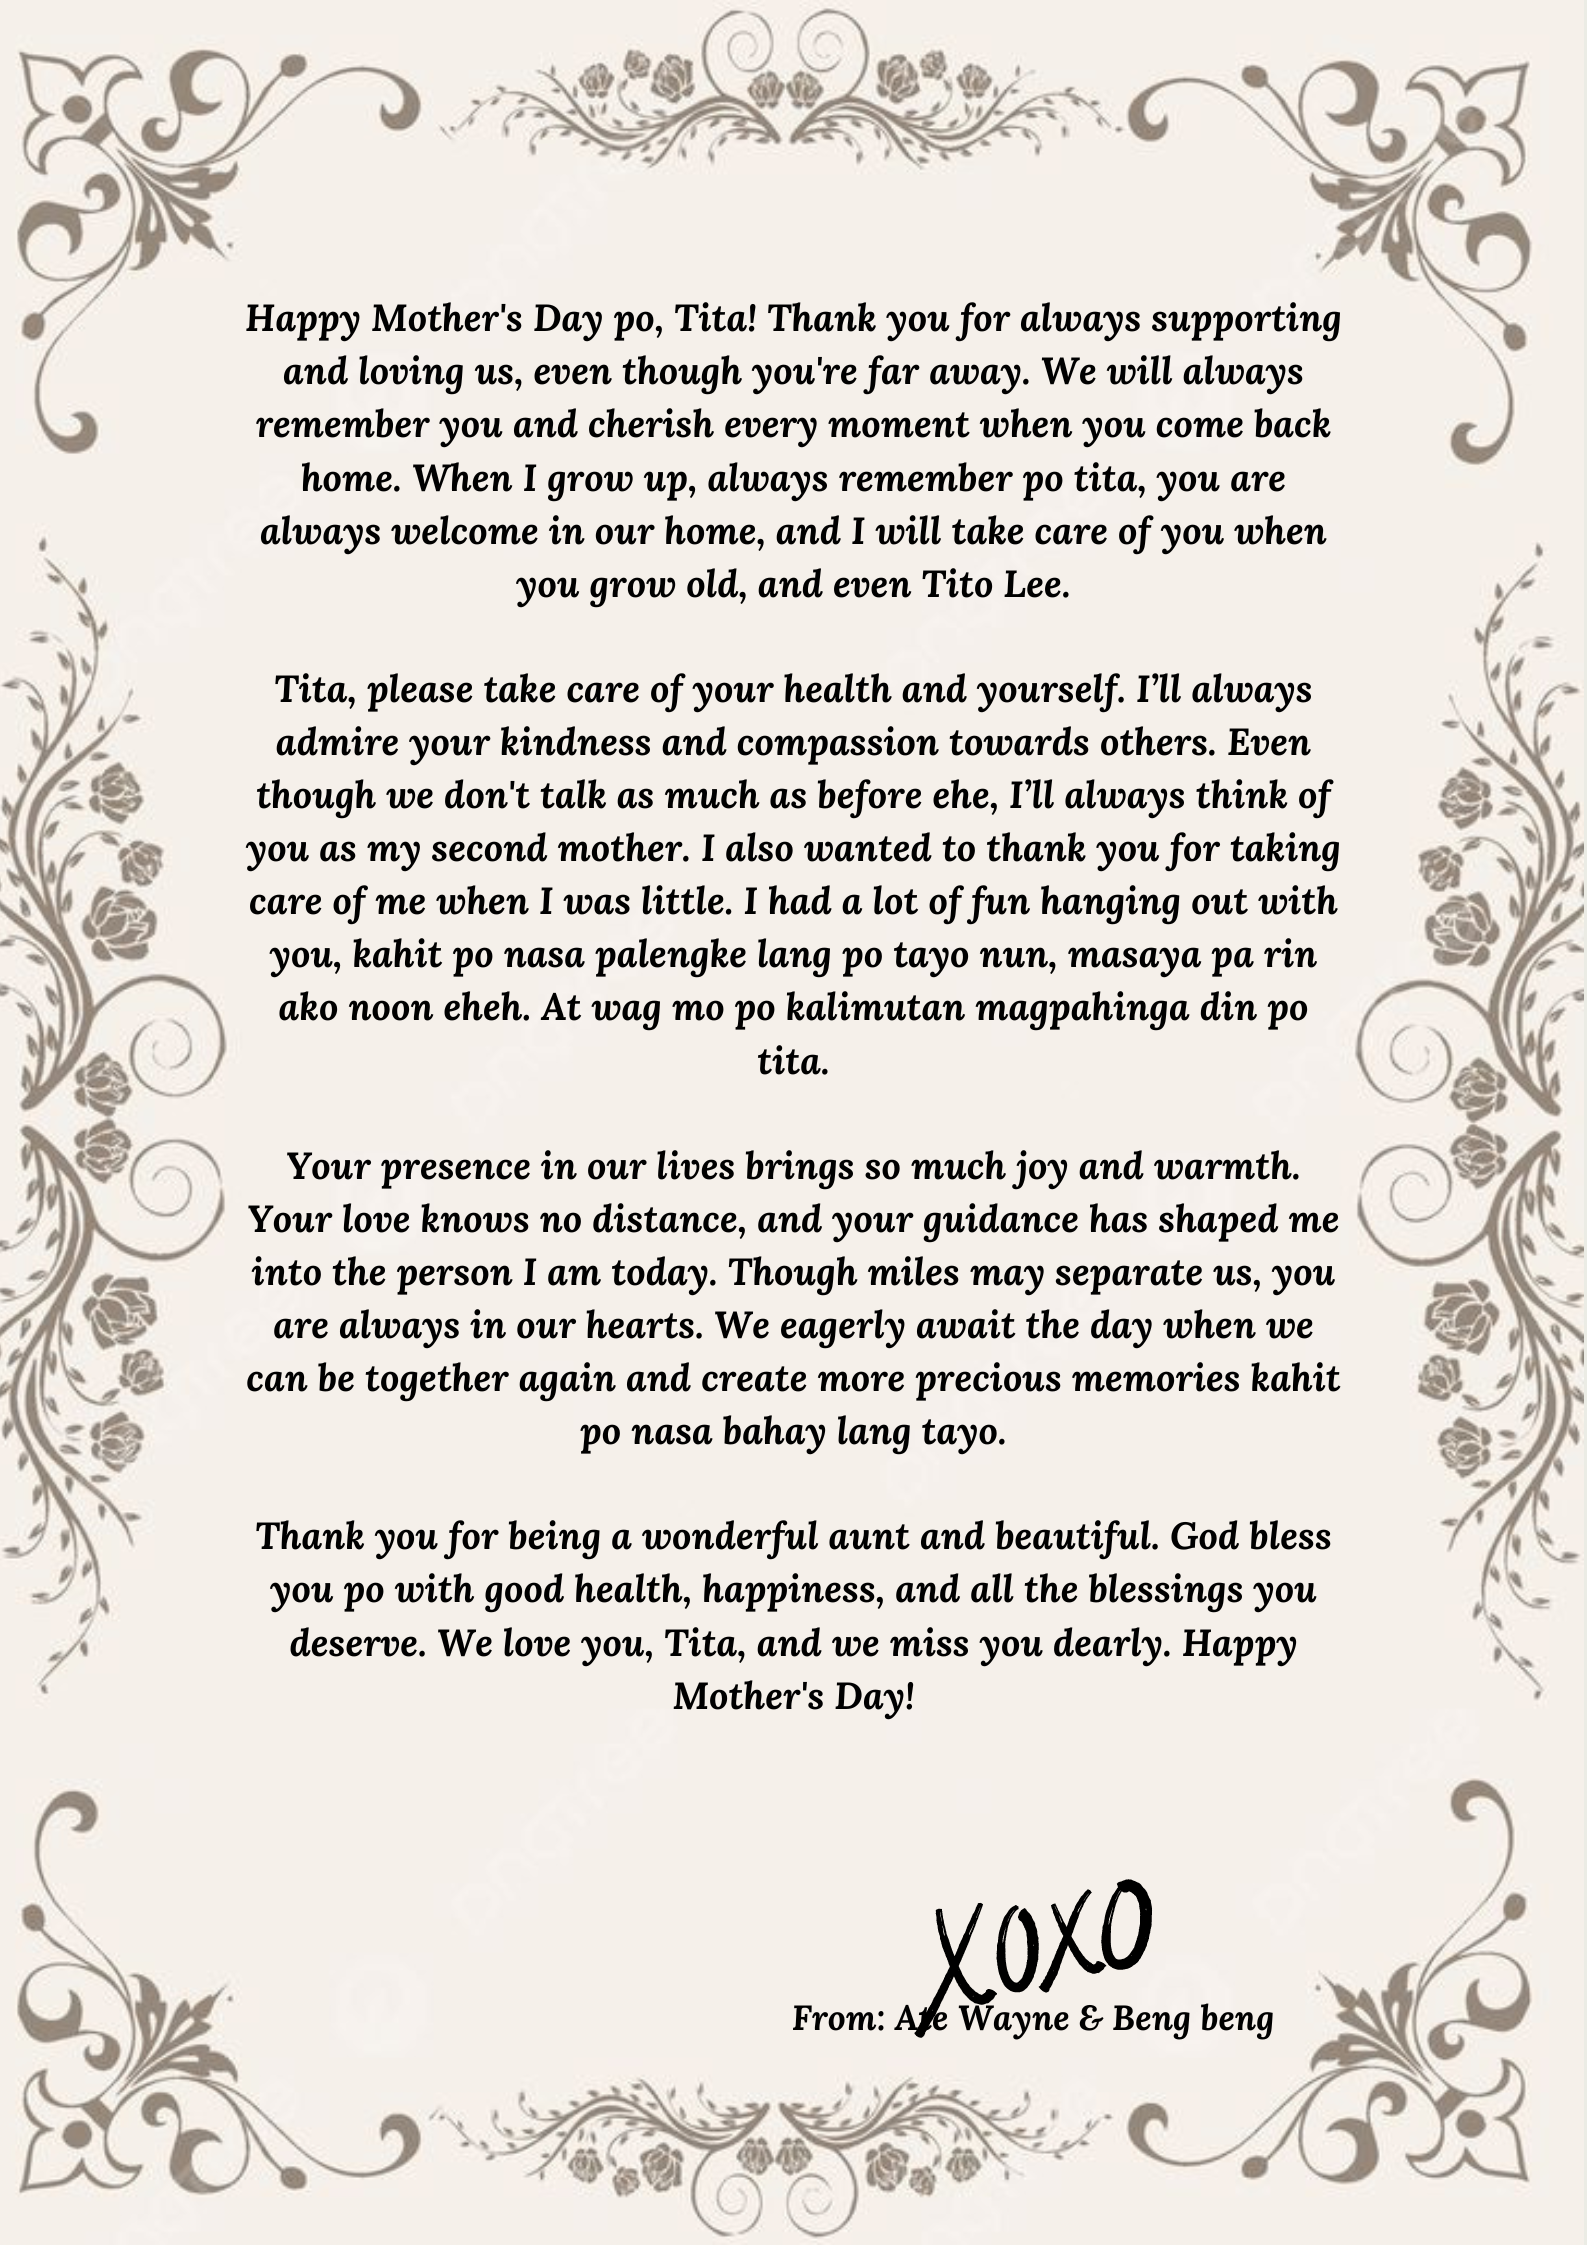 Happy Mother's Day po, Tita! Thank you for always supporting
and loving us, even though you're far away. We will always
remember you and cherish every moment when you come back
home. When I grow up, always remember po tita, you are
always welcome in our home, and I will take care of you when
you grow old, and even Tito Lee.
Tita, please take care of your health and yourself. I’ll always
admire your kindness and compassion towards others. Even
though we don't talk as much as before ehe, I’ll always think of
you as my second mother. I also wanted to thank you for taking
care of me when I was little. I had a lot of fun hanging out with
you, kahit po nasa palengke lang po tayo nun, masaya pa rin
ako noon eheh. At wag mo po kalimutan magpahinga din po
tita.
Your presence in our lives brings so much joy and warmth.
Your love knows no distance, and your guidance has shaped me
into the person I am today. Though miles may separate us, you
are always in our hearts. We eagerly await the day when we
can be together again and create more precious memories kahit
po nasa bahay lang tayo.
Thank you for being a wonderful aunt and beautiful. God bless
you po with good health, happiness, and all the blessings you
deserve. We love you, Tita, and we miss you dearly. Happy
Mother's Day!
XOXO
From: Ate Wayne & Beng beng